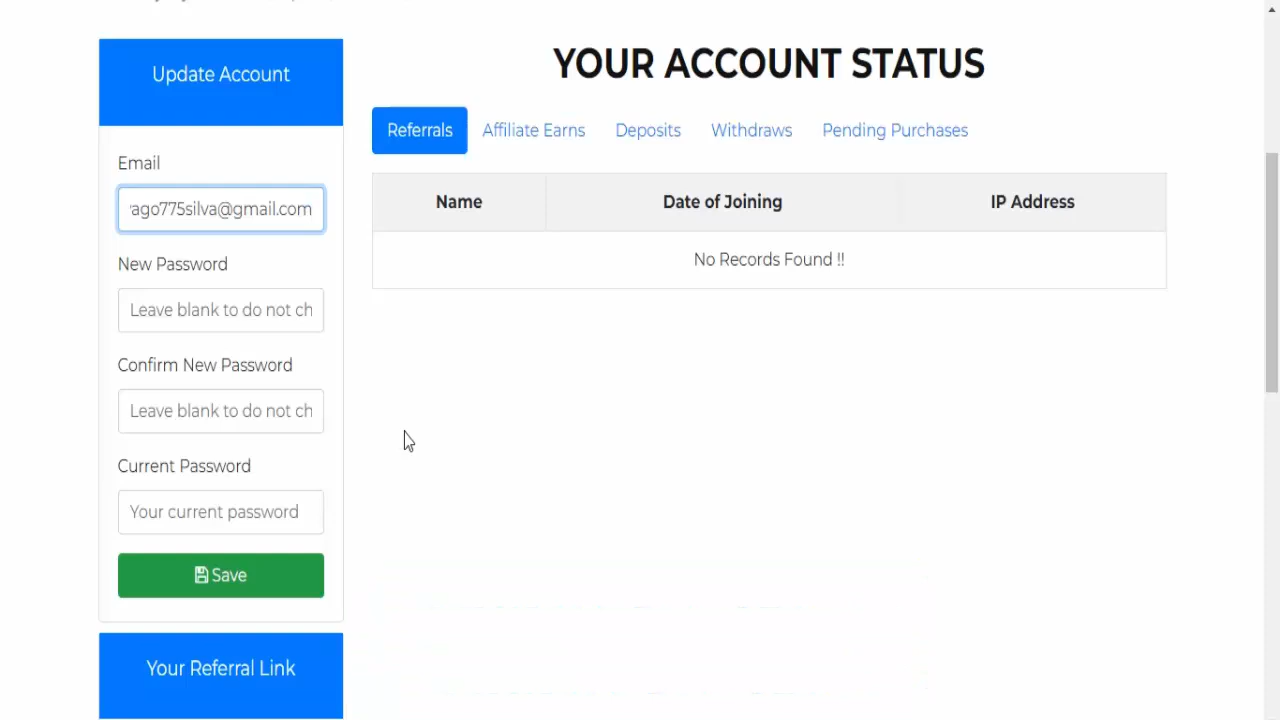 YOUR ACCOUNT STATUS
Update Account
Email
ago775silva@gmail.com
New Password
Leave blank to do not ch
Confirm New Password
Leave blank to do not ch
Current Password
Your current password
Save
Your Referral Link
Referrals
Affiliate Earns
Deposits
Withdraws
Pending Purchases
Name
Date of Joining
IP Address
No Records Found !!